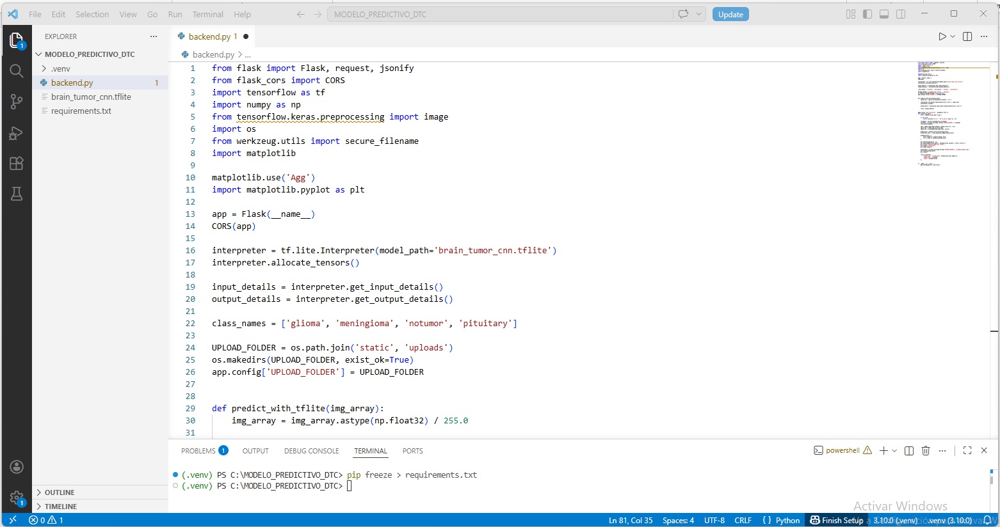 File Edit Selection View Go Run Terminal Help
MODELO_PREDICTIVO_DTC
Update
EXPLORER
MODELO_PREDICTIVO_DTC
.venv
backend.py 1
brain_tumor_cnn.tflite
requirements.txt
OUTLINE
TIMELINE
1
1
backend.py 1
backend.py > ...
1 from flask import Flask, request, jsonify
2 from flask_cors import CORS
3 import tensorflow as tf
4 import numpy as np
5 from tensorflow.keras.preprocessing import image
6 import os
7 from werkzeug.utils import secure_filename
8 import matplotlib
9
10 matplotlib.use('Agg')
11 import matplotlib.pyplot as plt
12
13 app = Flask(__name__)
14 CORS(app)
15
16 interpreter = tf.lite.Interpreter(model_path='brain_tumor_cnn.tflite')
17 interpreter.allocate_tensors()
18
19 input_details = interpreter.get_input_details()
20 output_details = interpreter.get_output_details()
21
22 class_names = ['glioma', 'meningioma', 'notumor', 'pituitary']
23
24 UPLOAD_FOLDER = os.path.join('static', 'uploads')
25 os.makedirs(UPLOAD_FOLDER, exist_ok=True)
26 app.config['UPLOAD_FOLDER'] = UPLOAD_FOLDER
27
28
29 def predict_with_tflite(img_array):
30 img_array = img_array.astype(np.float32) / 255.0
31
PROBLEMS 1 OUTPUT DEBUG CONSOLE TERMINAL PORTS
powershell
(.venv) PS C:\MODELO_PREDICTIVO_DTC> pip freeze > requirements.txt
(.venv) PS C:\MODELO_PREDICTIVO_DTC>
Activar Windows
0 1
Ln 81, Col 35 Spaces: 4 UTF-8 CRLF { } Python Finish Setup 3.10.0 (.venv) .venv (3.10.0)